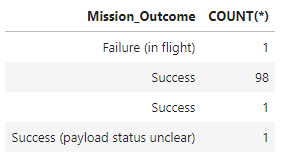 Mission_Outcome COUNT(*)
Failure (in flight) 1
Success 98
Success 1
Success (payload status unclear) 1